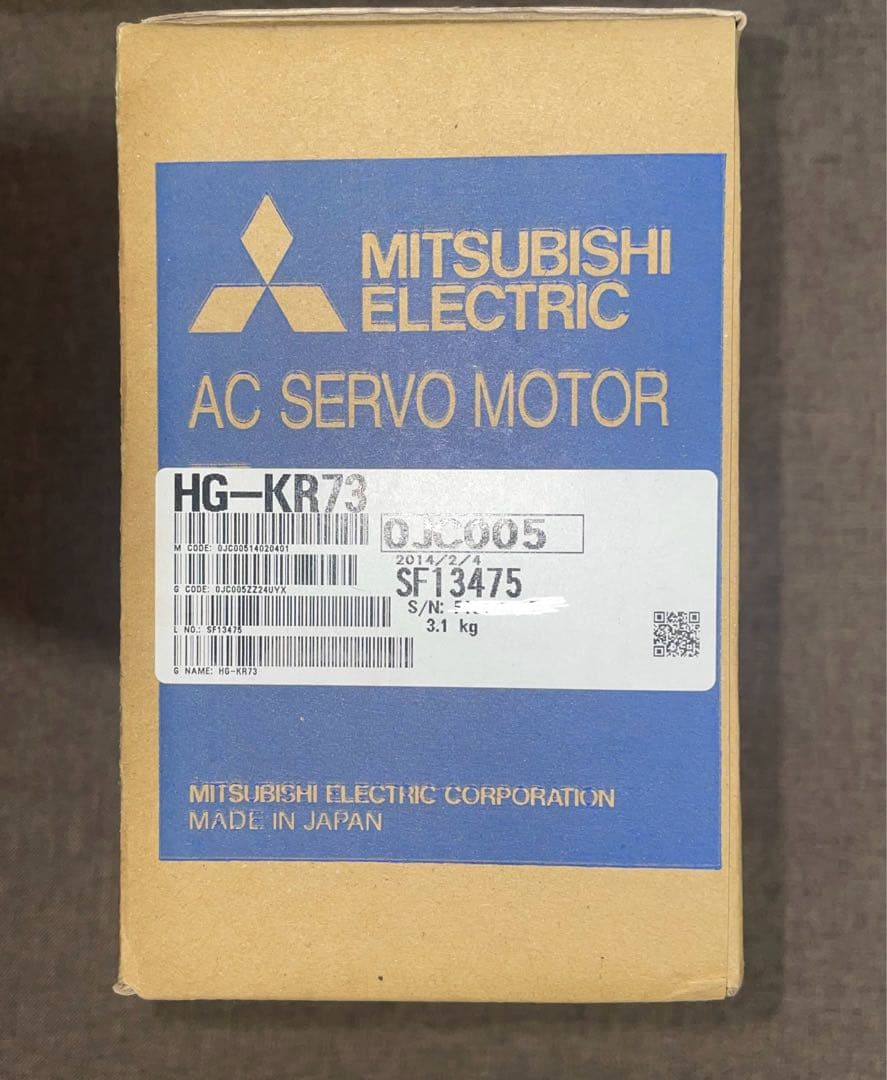 MITSUBISHI
ELECTRIC
AC SERVO MOTOR
HG-KR73
0JC005
M CODE: 0JC00514020401
2014/2/4
SF13475
G CODE: 0JC005ZZ24UYX
S/N:
3.1 kg
L NO.: SF13475
G NAME: HG-KR73
MITSUBISHI ELECTRIC CORPORATION
MADE IN JAPAN